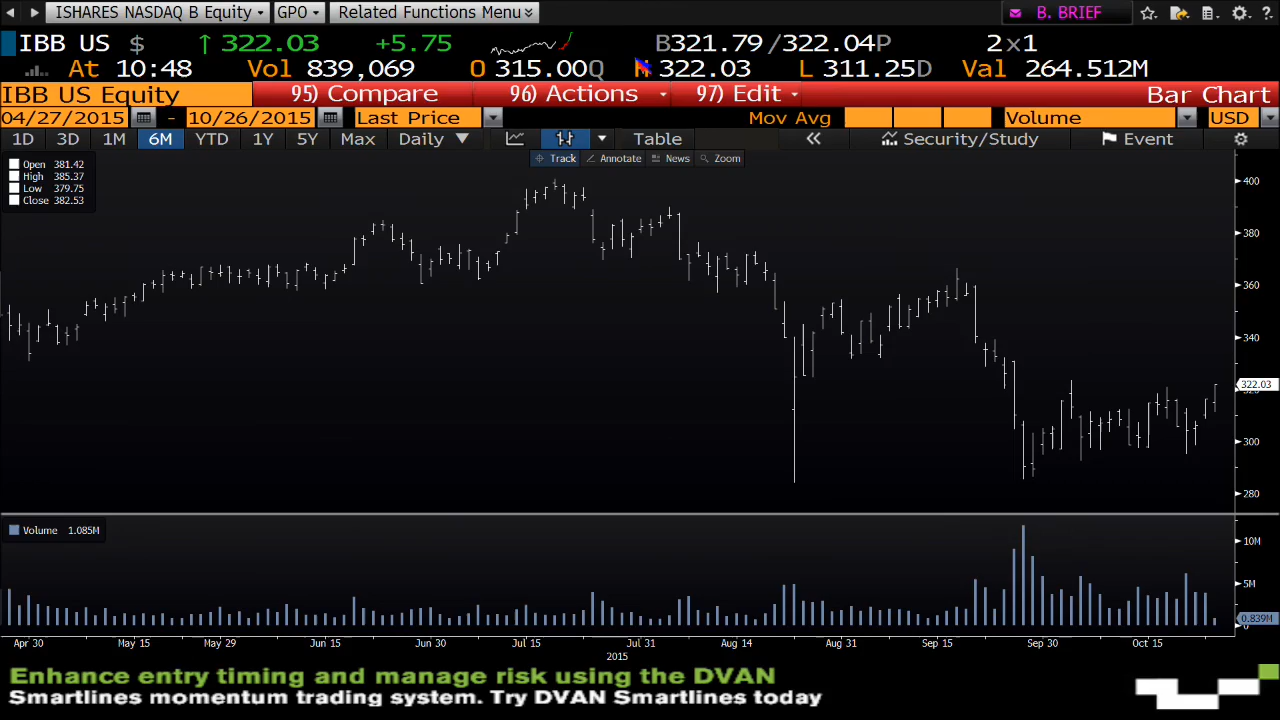 ISHARES NASDAQ B Equity GPO Related Functions Menu B. BRIEF ?
IBB US $ ↑ 322.03 +5.75 B321.79 /322.04P 2x1
At 10:48 Vol 839,069 O 315.00Q H 322.03 L 311.25D Val 264.512M
IBB US Equity 95) Compare 96) Actions 97) Edit Bar Chart
04/27/2015 - 10/26/2015 Last Price Mov Avg Volume USD
1D 3D 1M 6M YTD 1Y 5Y Max Daily ▼ Table « Security/Study Event
Track Annotate News Zoom
Open 381.42
High 385.37
Low 379.75
Close 382.53
400
380
360
340
322.03
320
300
280
Volume 1.085M
10M
5M
0.839M
0
Apr 30 May 15 May 29 Jun 15 Jun 30 Jul 15 Jul 31 Aug 14 Aug 31 Sep 15 Sep 30 Oct 15
2015
Enhance entry timing and manage risk using the DVAN
Smartlines momentum trading system. Try DVAN Smartlines today